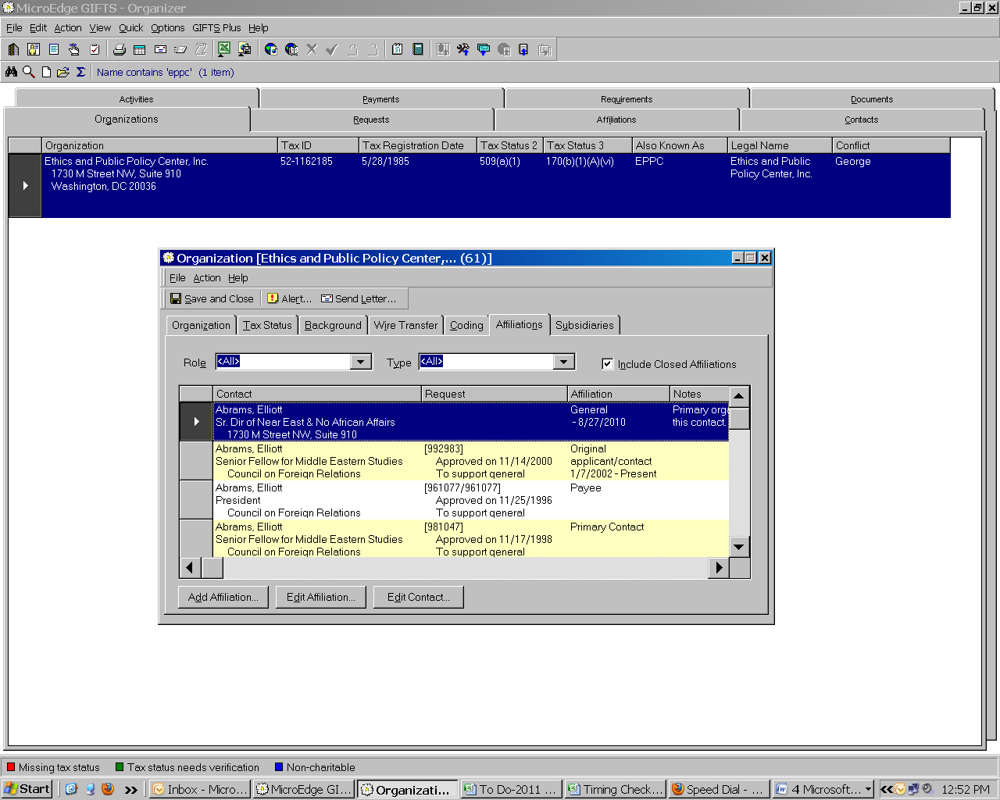 MicroEdge GIFTS - Organizer
File Edit Action View Quick Options GIFTS Plus Help
Name contains 'eppc' (1 item)
Activities Payments Requirements Documents
Organizations Requests Affiliations Contacts
Organization Tax ID Tax Registration Date Tax Status 2 Tax Status 3 Also Known As Legal Name Conflict
Ethics and Public Policy Center, Inc. 52-1162185 5/28/1985 509(a)(1) 170(b)(1)(A)(vi) EPPC Ethics and Public George
1730 M Street NW, Suite 910 Policy Center, Inc.
Washington, DC 20036
Organization [Ethics and Public Policy Center,... (61)]
File Action Help
Save and Close Alert... Send Letter...
Organization Tax Status Background Wire Transfer Coding Affiliations Subsidiaries
Role <All> Type <All> Include Closed Affiliations
Contact Request Affiliation Notes
Abrams, Elliott General Primary orga
Sr. Dir of Near East & No African Affairs - 8/27/2010 this contact.
1730 M Street NW, Suite 910
Abrams, Elliott [992983] Original
Senior Fellow for Middle Eastern Studies Approved on 11/14/2000 applicant/contact
Council on Foreign Relations To support general 1/7/2002 - Present
Abrams, Elliott [961077/961077] Payee
President Approved on 11/25/1996
Council on Foreign Relations To support general
Abrams, Elliott [981047] Primary Contact
Senior Fellow for Middle Eastern Studies Approved on 11/17/1998
Council on Foreign Relations To support general
Add Affiliation... Edit Affiliation... Edit Contact...
Missing tax status Tax status needs verification Non-charitable
Start Inbox - Micro... MicroEdge GI... Organizati... To Do-2011 ... Timing Check... Speed Dial - ... 4 Microsoft... 12:52 PM